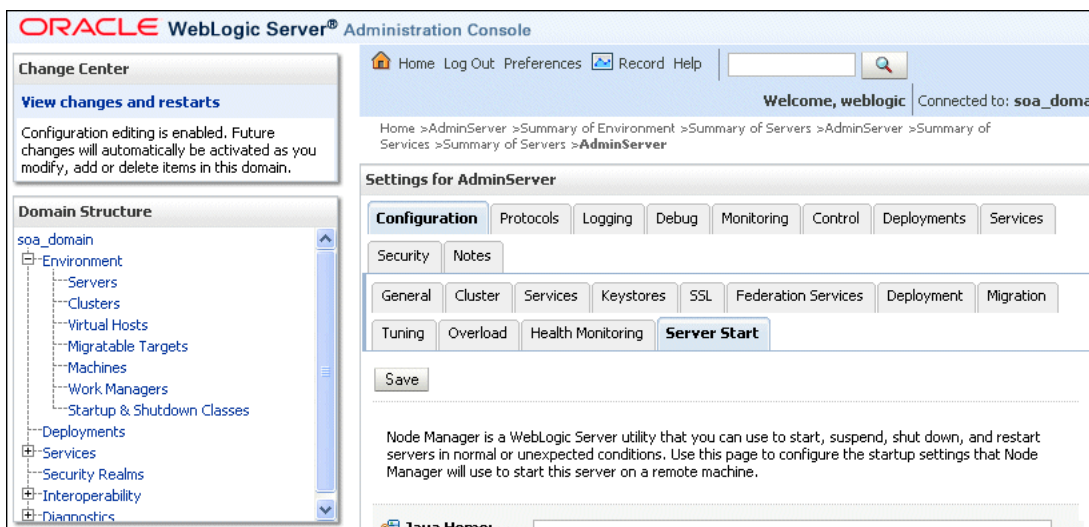 ORACLE WebLogic Server® Administration Console
Change Center
View changes and restarts
Configuration editing is enabled. Future
changes will automatically be activated as you
modify, add or delete items in this domain.
Domain Structure
soa_domain
Environment
Servers
Clusters
Virtual Hosts
Migratable Targets
Machines
Work Managers
Startup & Shutdown Classes
Deployments
Services
Security Realms
Interoperability
Diagnostics
Home Log Out Preferences Record Help
Welcome, weblogic Connected to: soa_doma
Home >AdminServer >Summary of Environment >Summary of Servers >AdminServer >Summary of
Services >Summary of Servers >AdminServer
Settings for AdminServer
Configuration Protocols Logging Debug Monitoring Control Deployments Services
Security Notes
General Cluster Services Keystores SSL Federation Services Deployment Migration
Tuning Overload Health Monitoring Server Start
Save
Node Manager is a WebLogic Server utility that you can use to start, suspend, shut down, and restart
servers in normal or unexpected conditions. Use this page to configure the startup settings that Node
Manager will use to start this server on a remote machine.
Java Home: